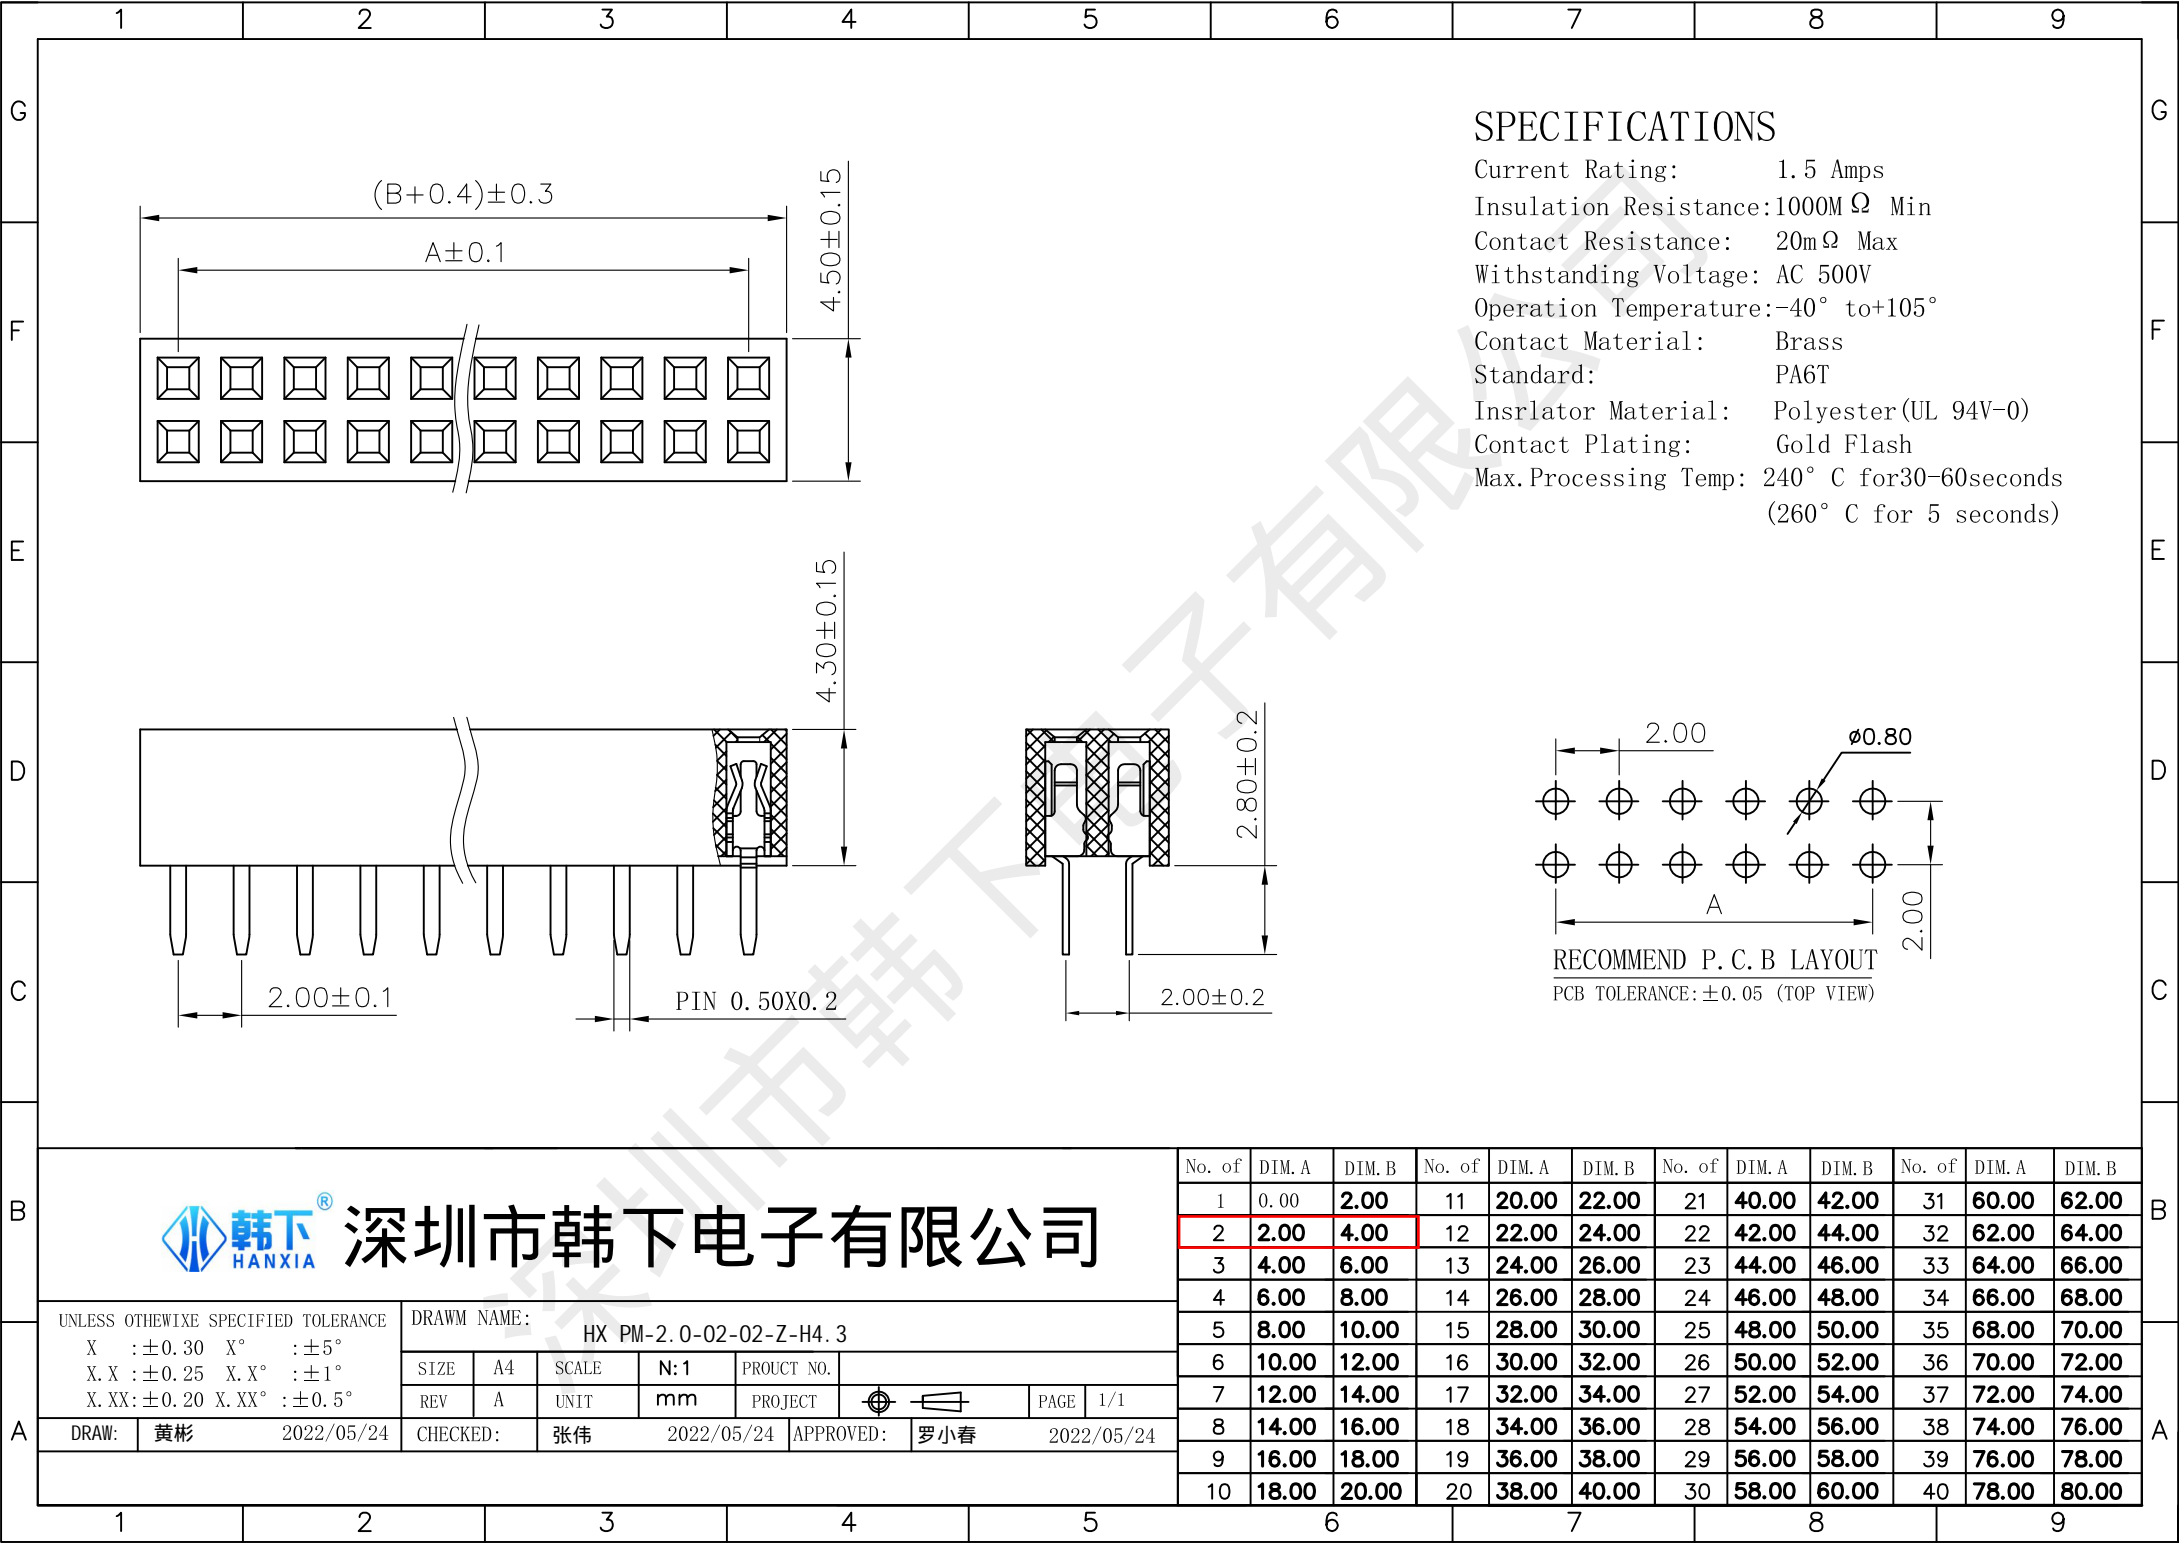 1 2 3 4 5 6 7 8 9
G
F
E
D
C
B
A
G
F
E
D
C
B
A
SPECIFICATIONS
Current Rating: 1.5 Amps
Insulation Resistance:1000MΩ Min
Contact Resistance: 20mΩ Max
Withstanding Voltage: AC 500V
Operation Temperature:-40° to+105°
Contact Material: Brass
Standard: PA6T
Insrlator Material: Polyester(UL 94V-0)
Contact Plating: Gold Flash
Max.Processing Temp: 240°C for30-60seconds
(260°C for 5 seconds)
(B+0.4)±0.3
A±0.1
4.50±0.15
4.30±0.15
2.00±0.1
PIN 0.50X0.2
2.80±0.2
2.00±0.2
2.00
ø0.80
A
2.00
RECOMMEND P.C.B LAYOUT
PCB TOLERANCE:±0.05 (TOP VIEW)
深圳市韩下电子有限公司
韩下®
HANXIA
深圳市韩下电子有限公司
UNLESS OTHEWIXE SPECIFIED TOLERANCE
X :±0.30 X° :±5°
X.X :±0.25 X.X° :±1°
X.XX:±0.20 X.XX° :±0.5°
DRAWM NAME:
HX PM-2.0-02-02-Z-H4.3
SIZE A4 SCALE N:1 PROUCT NO.
REV A UNIT mm PROJECT PAGE 1/1
DRAW: 黄彬 2022/05/24 CHECKED: 张伟 2022/05/24 APPROVED: 罗小春 2022/05/24
No. of DIM.A DIM.B No. of DIM.A DIM.B No. of DIM.A DIM.B No. of DIM.A DIM.B
1 0.00 2.00 11 20.00 22.00 21 40.00 42.00 31 60.00 62.00
2 2.00 4.00 12 22.00 24.00 22 42.00 44.00 32 62.00 64.00
3 4.00 6.00 13 24.00 26.00 23 44.00 46.00 33 64.00 66.00
4 6.00 8.00 14 26.00 28.00 24 46.00 48.00 34 66.00 68.00
5 8.00 10.00 15 28.00 30.00 25 48.00 50.00 35 68.00 70.00
6 10.00 12.00 16 30.00 32.00 26 50.00 52.00 36 70.00 72.00
7 12.00 14.00 17 32.00 34.00 27 52.00 54.00 37 72.00 74.00
8 14.00 16.00 18 34.00 36.00 28 54.00 56.00 38 74.00 76.00
9 16.00 18.00 19 36.00 38.00 29 56.00 58.00 39 76.00 78.00
10 18.00 20.00 20 38.00 40.00 30 58.00 60.00 40 78.00 80.00
1 2 3 4 5 6 7 8 9